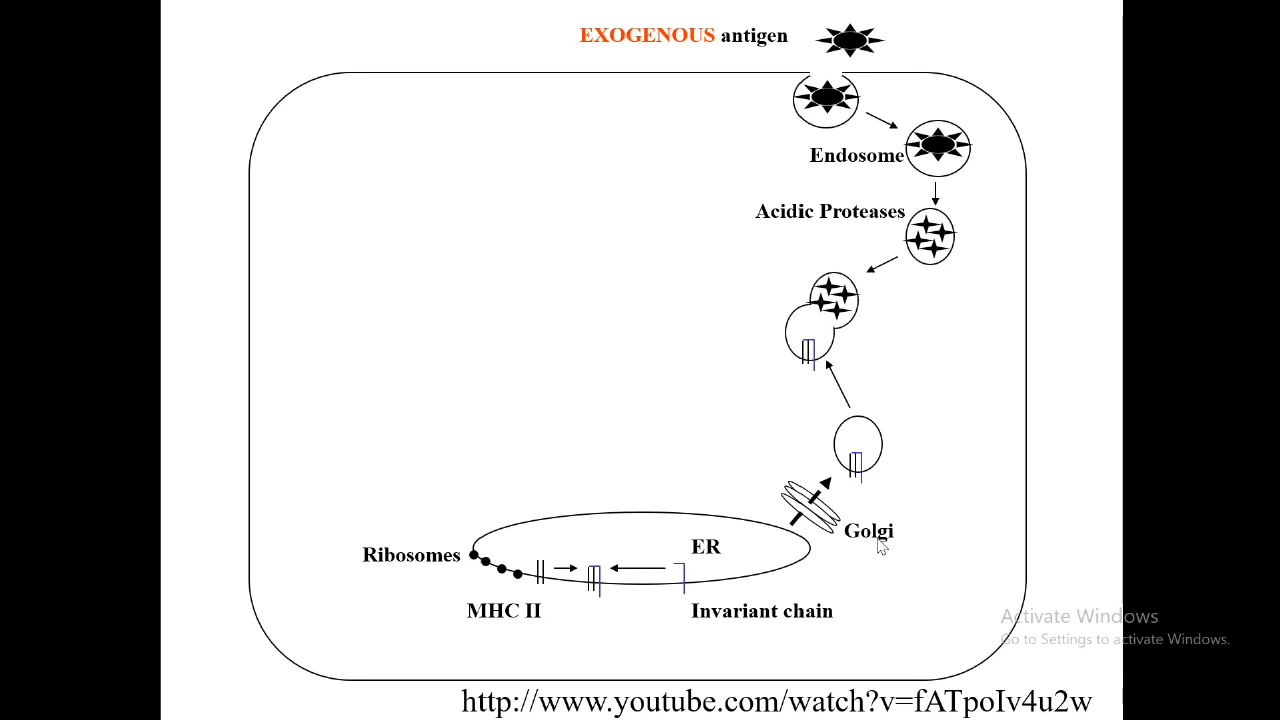 EXOGENOUS antigen
Endosome
Acidic Proteases
Golgi
ER
Ribosomes
MHC II
Invariant chain
Activate Windows
Go to Settings to activate Windows.
http://www.youtube.com/watch?v=fATpoIv4u2w